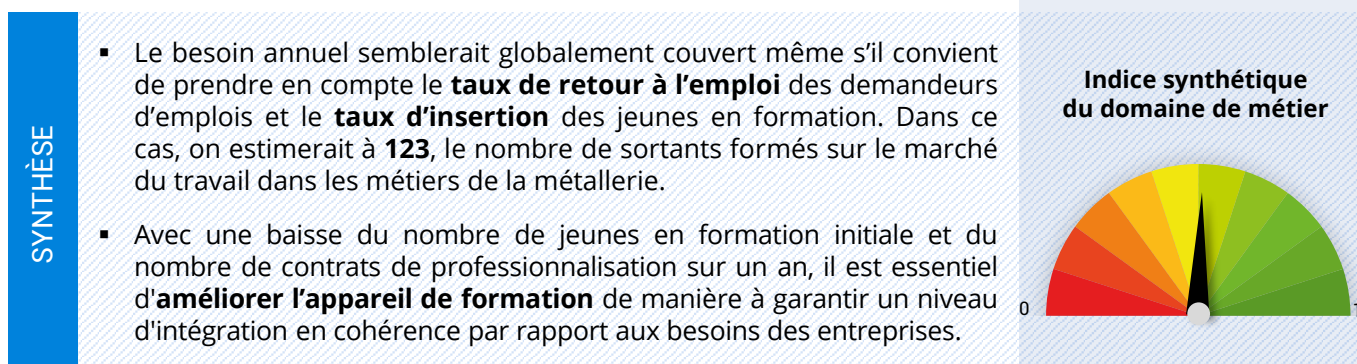 SYNTHÈSE
▪ Le besoin annuel semblerait globalement couvert même s’il convient
de prendre en compte le taux de retour à l’emploi des demandeurs
d’emplois et le taux d’insertion des jeunes en formation. Dans ce
cas, on estimerait à 123, le nombre de sortants formés sur le marché
du travail dans les métiers de la métallerie.
▪ Avec une baisse du nombre de jeunes en formation initiale et du
nombre de contrats de professionnalisation sur un an, il est essentiel
d'améliorer l’appareil de formation de manière à garantir un niveau
d'intégration en cohérence par rapport aux besoins des entreprises.
Indice synthétique
du domaine de métier
0